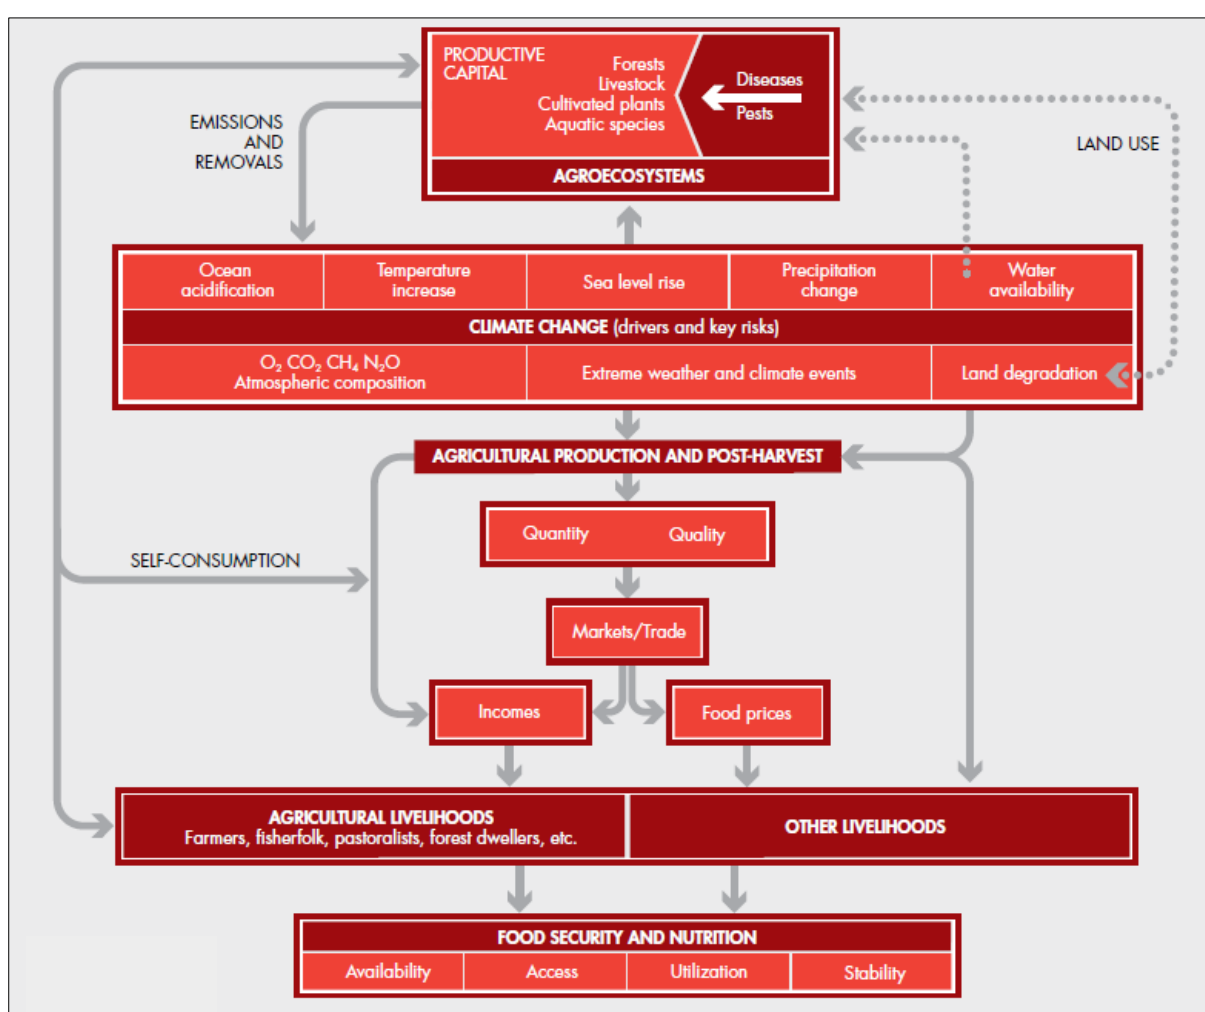 PRODUCTIVE
CAPITAL
Forests
Livestock
Cultivated plants
Aquatic species
Diseases
Pests
AGROECOSYSTEMS
EMISSIONS
AND
REMOVALS
LAND USE
Ocean
acidification
Temperature
increase
Sea level rise
Precipitation
change
Water
availability
CLIMATE CHANGE (drivers and key risks)
O₂ CO₂ CH₄ N₂O
Atmospheric composition
Extreme weather and climate events
Land degradation
AGRICULTURAL PRODUCTION AND POST-HARVEST
Quantity
Quality
SELF-CONSUMPTION
Markets/Trade
Incomes
Food prices
AGRICULTURAL LIVELIHOODS
Farmers, fisherfolk, pastoralists, forest dwellers, etc.
OTHER LIVELIHOODS
FOOD SECURITY AND NUTRITION
Availability
Access
Utilization
Stability